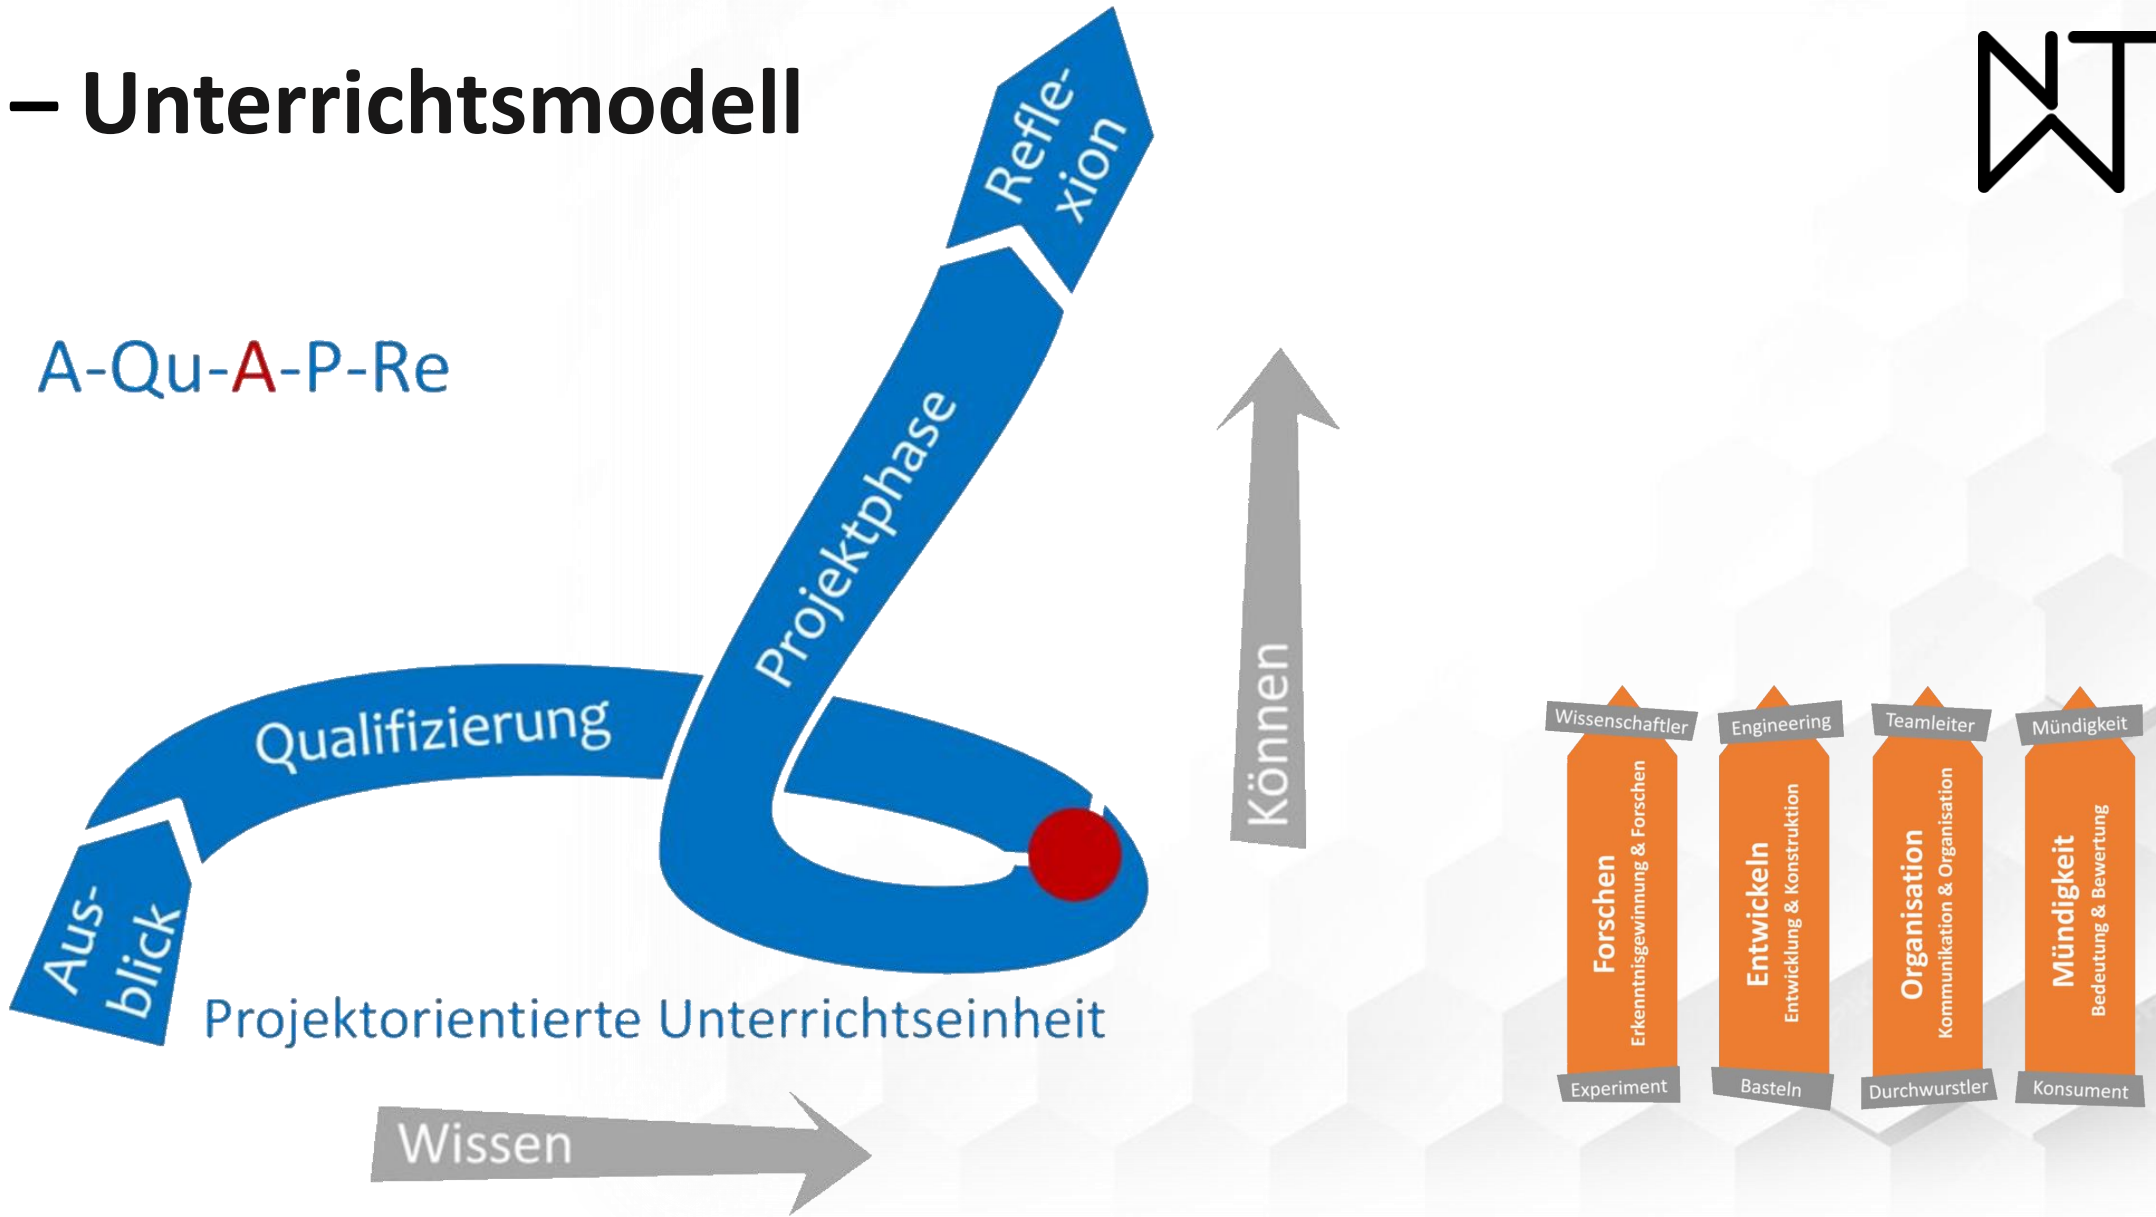 – Unterrichtsmodell
NWT
A-Qu-A-P-Re
Refle-
xion
Projektphase
Qualifizierung
Aus-
blick
Projektorientierte Unterrichtseinheit
Wissen
Können
Wissenschaftler
Forschen
Erkenntnisgewinnung & Forschen
Experiment
Engineering
Entwickeln
Entwicklung & Konstruktion
Basteln
Teamleiter
Organisation
Kommunikation & Organisation
Durchwurstler
Mündigkeit
Mündigkeit
Bedeutung & Bewertung
Konsument